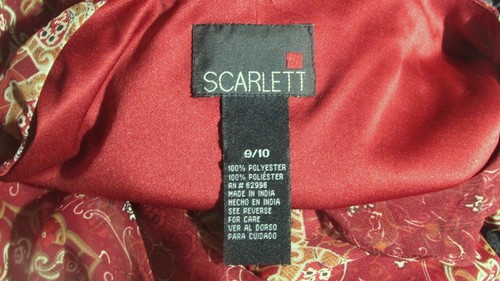 SCARLETT
9/10
100% POLYESTER
100% POLIÉSTER
RN# 62996
MADE IN INDIA
HECHO EN INDIA
SEE REVERSE
FOR CARE
VER AL DORSO
PARA CUIDADO